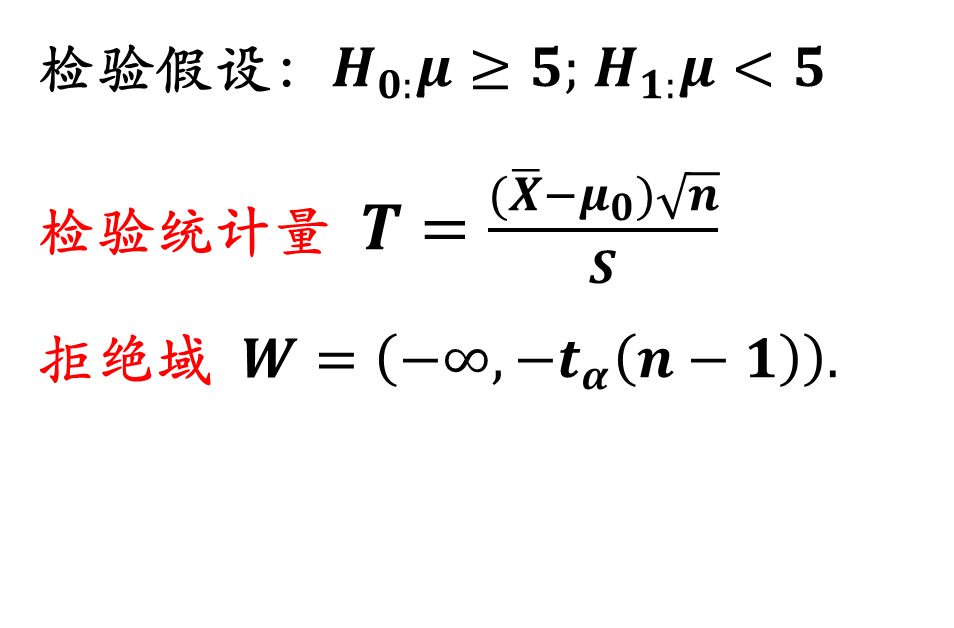 检验假设：H₀:μ ≥ 5; H₁:μ < 5
检验统计量 T = (X̄−μ₀)√n / S
拒绝域 W = (−∞, −tα(n − 1)).